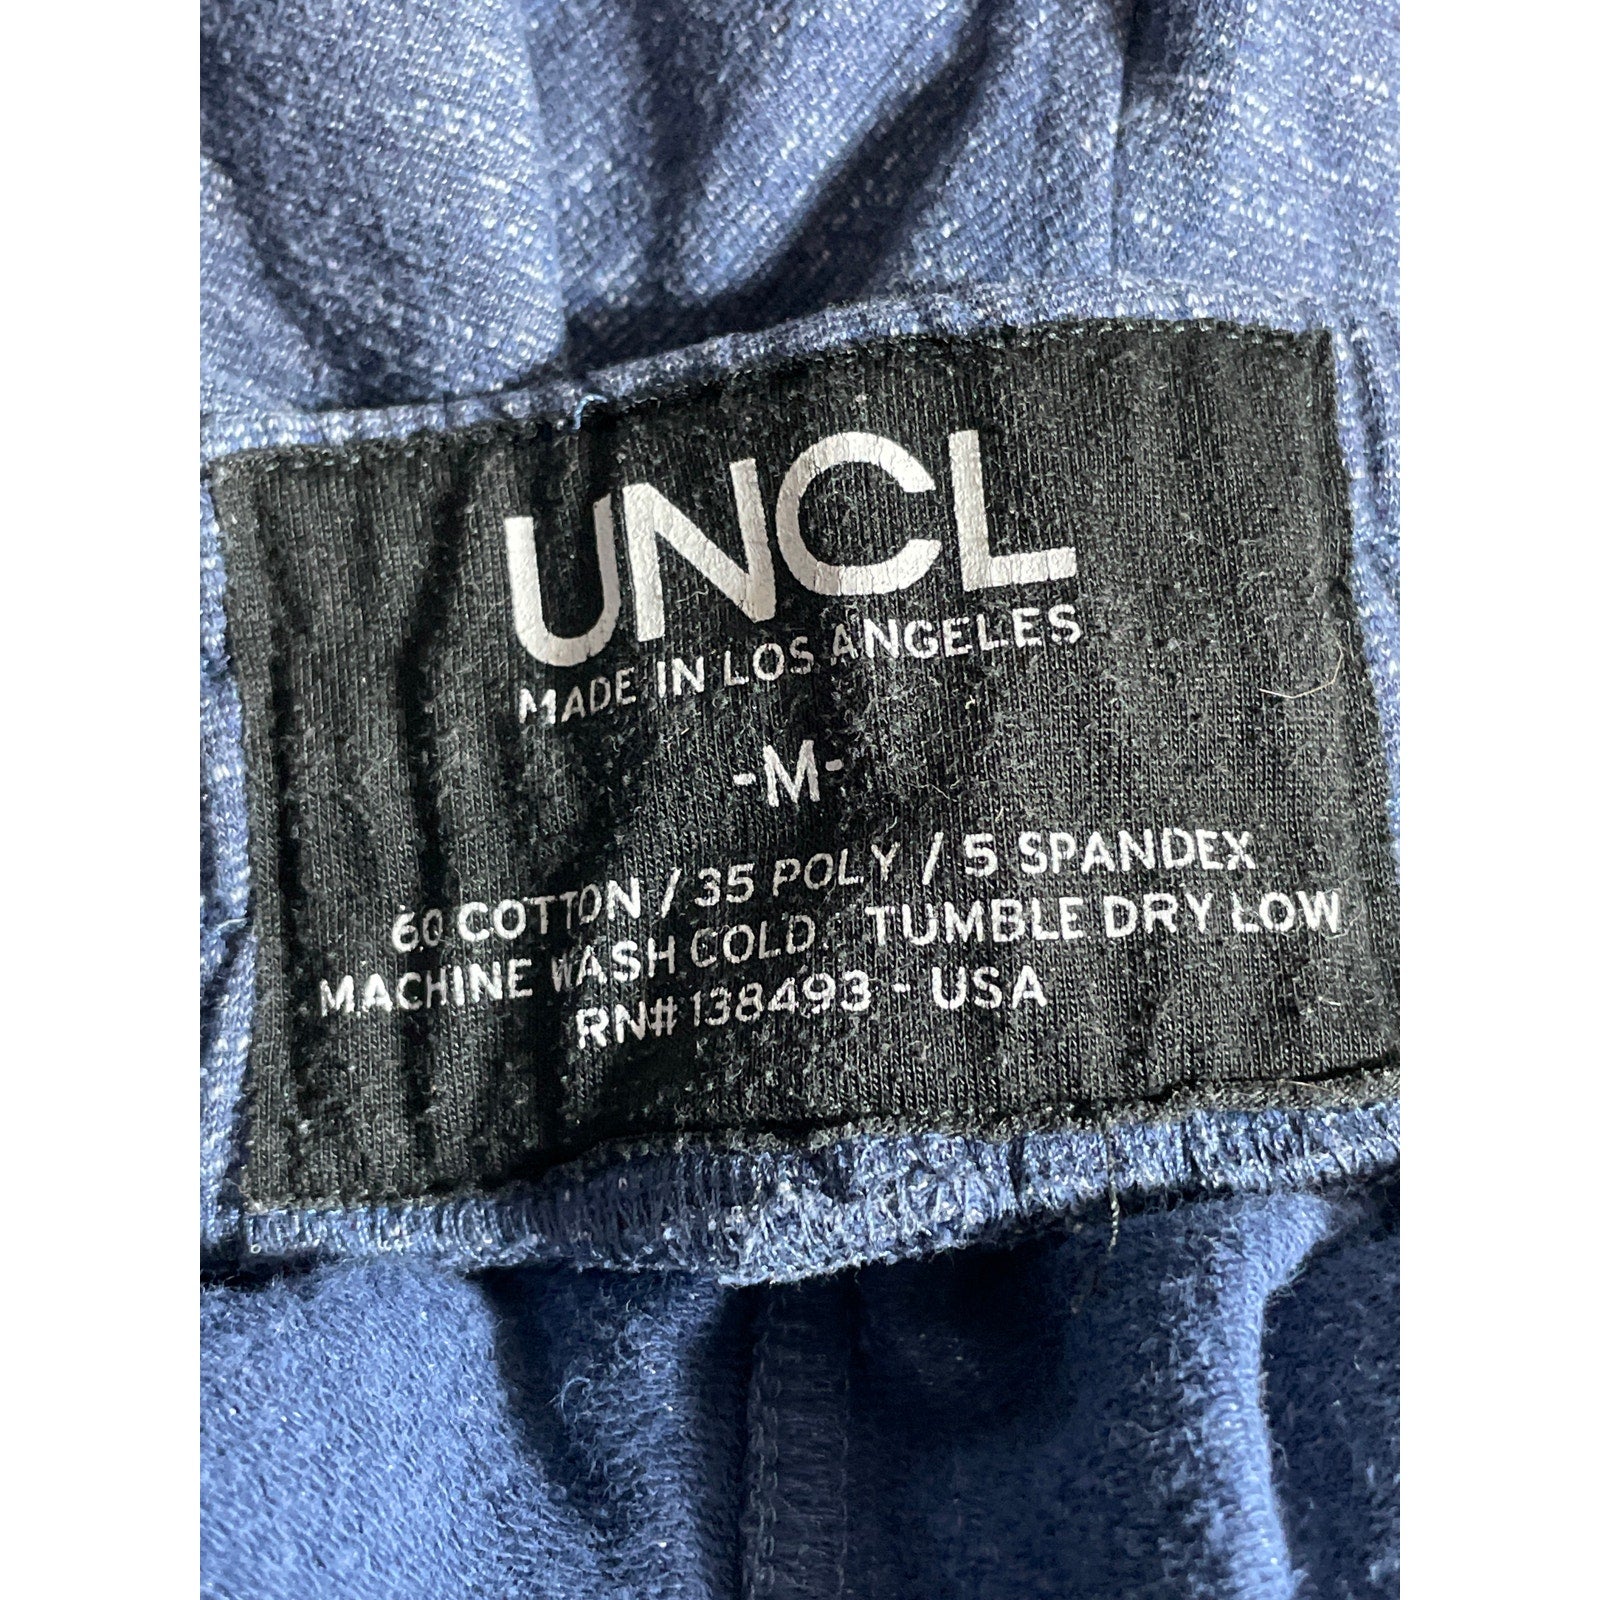 UNCL
MADE IN LOS ANGELES
-M-
60 COTTON / 35 POLY / 5 SPANDEX
MACHINE WASH COLD. TUMBLE DRY LOW
RN# 138493 - USA